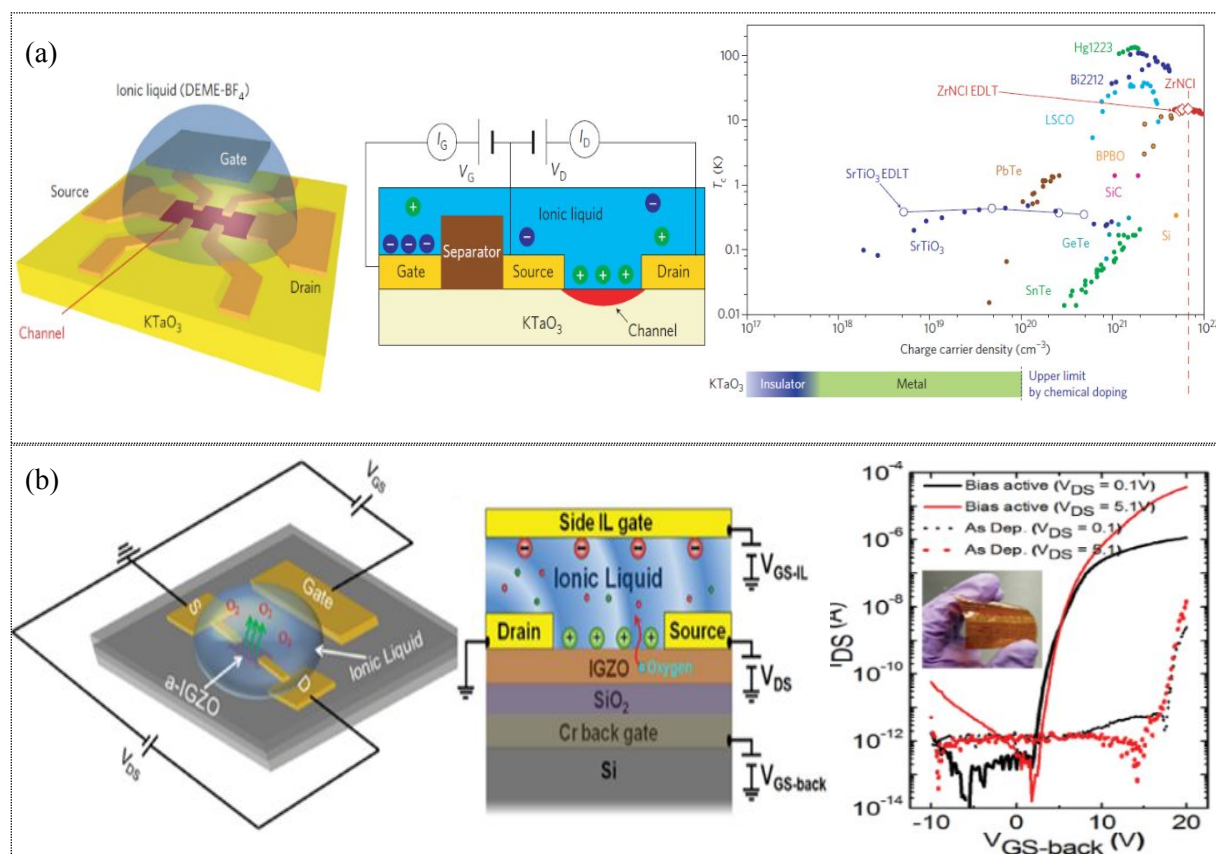 (a)
Ionic liquid (DEME-BF4)
Gate
Source
Drain
Channel
KTaO3
IG
VG
VD
ID
Ionic liquid
Separator
Gate
Source
Drain
KTaO3
Channel
Tc (K)
100
10
1
0.1
0.01
Hg1223
Bi2212
ZrNCl
ZrNCl EDLT
LSCO
BPBO
SrTiO3 EDLT
PbTe
SiC
SrTiO3
GeTe
Si
SnTe
10^17
10^18
10^19
10^20
10^21
10^22
Charge carrier density (cm−3)
KTaO3
Insulator
Metal
Upper limit
by chemical doping
(b)
VGS
S
O2
O2
O2
Gate
a-IGZO
D
Ionic Liquid
VDS
Side IL gate
Ionic Liquid
VGS-IL
Drain
Source
IGZO
Oxygen
VDS
SiO2
Cr back gate
VGS-back
Si
IDS (A)
10^-4
10^-6
10^-8
10^-10
10^-12
10^-14
Bias active (VDS = 0.1V)
Bias active (VDS = 5.1V)
As Dep. (VDS = 0.1)
As Dep. (VDS = 5.1)
-10
0
10
20
VGS-back (V)